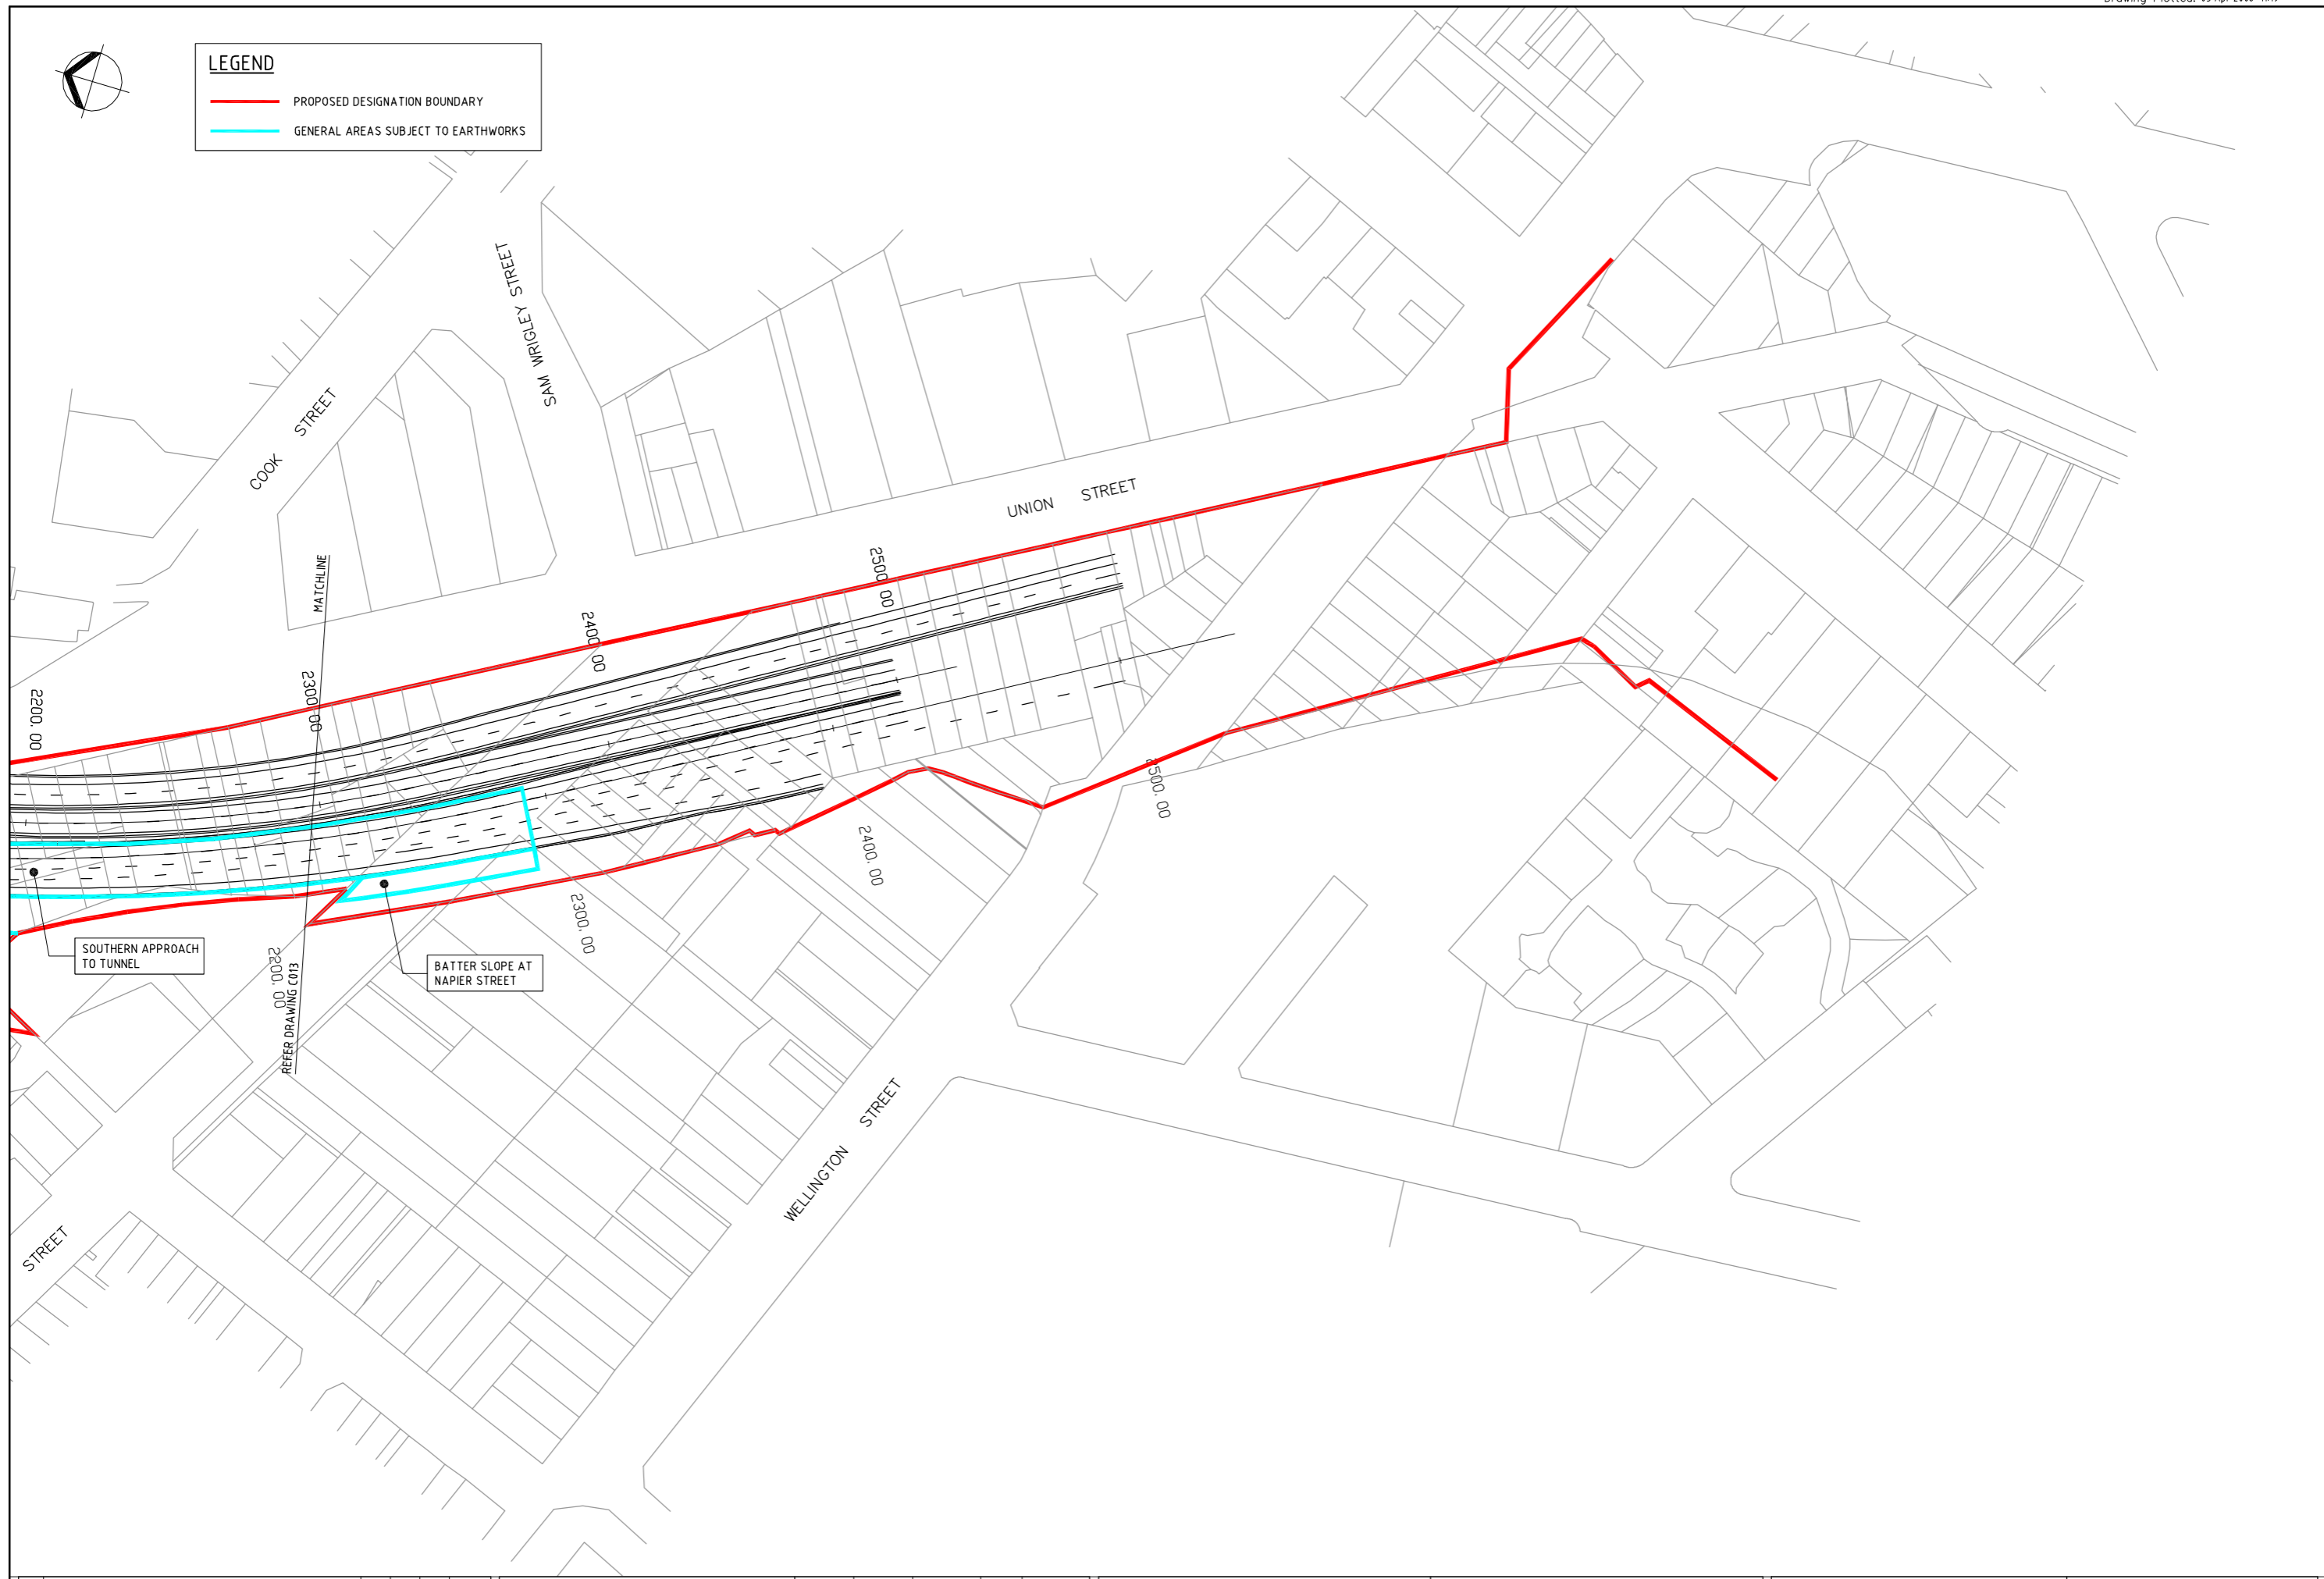 LEGEND
PROPOSED DESIGNATION BOUNDARY
GENERAL AREAS SUBJECT TO EARTHWORKS
SAM WRIGLEY STREET
COOK STREET
UNION STREET
MATCHLINE
2500.00
2400.00
2300.00
2200.00
2500.00
2400.00
2300.00
2200.00
SOUTHERN APPROACH
TO TUNNEL
BATTER SLOPE AT
NAPIER STREET
REFER DRAWING C013
WELLINGTON STREET
STREET